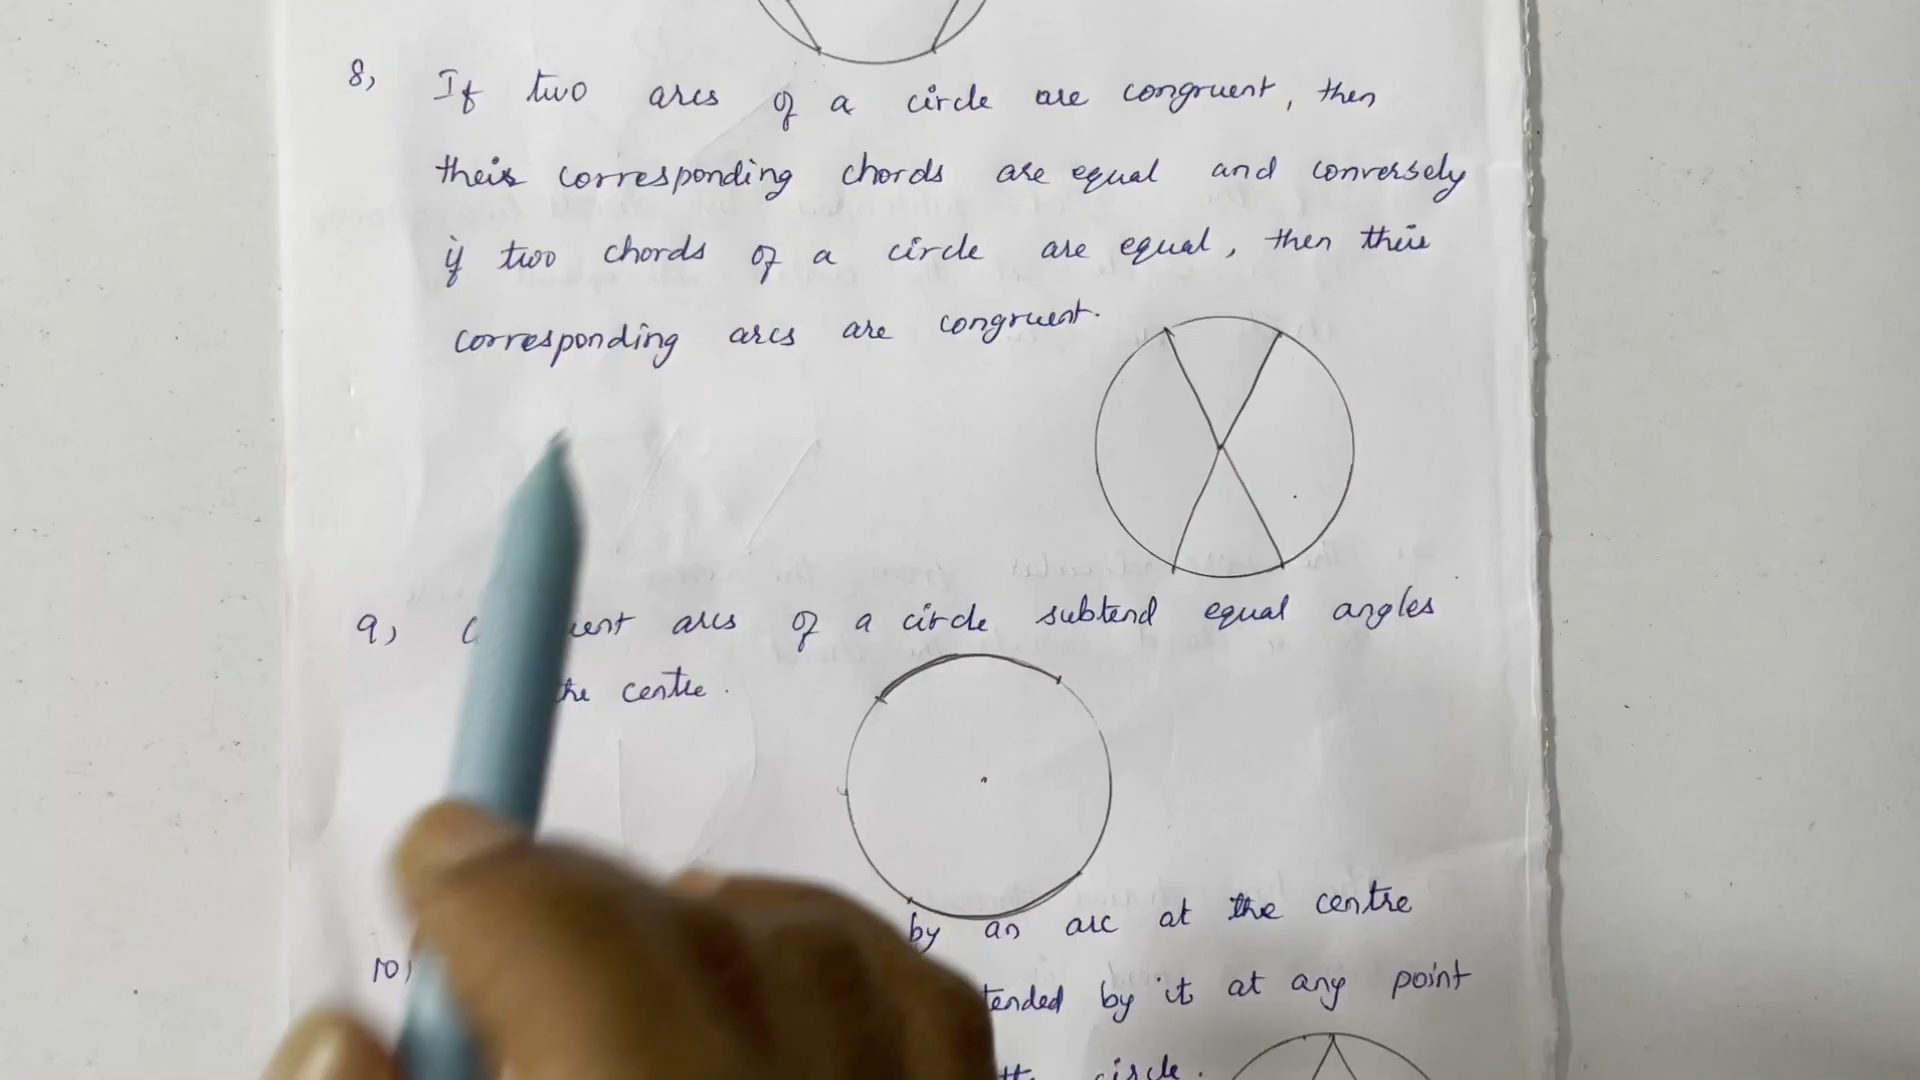 8, If two arcs of a circle are congruent, then
their corresponding chords are equal and conversely
if two chords of a circle are equal, then their
corresponding arcs are congruent.
9, arcs of a circle subtend equal angles
the centre.
by an arc at the centre
10,
by it at any point
circle.